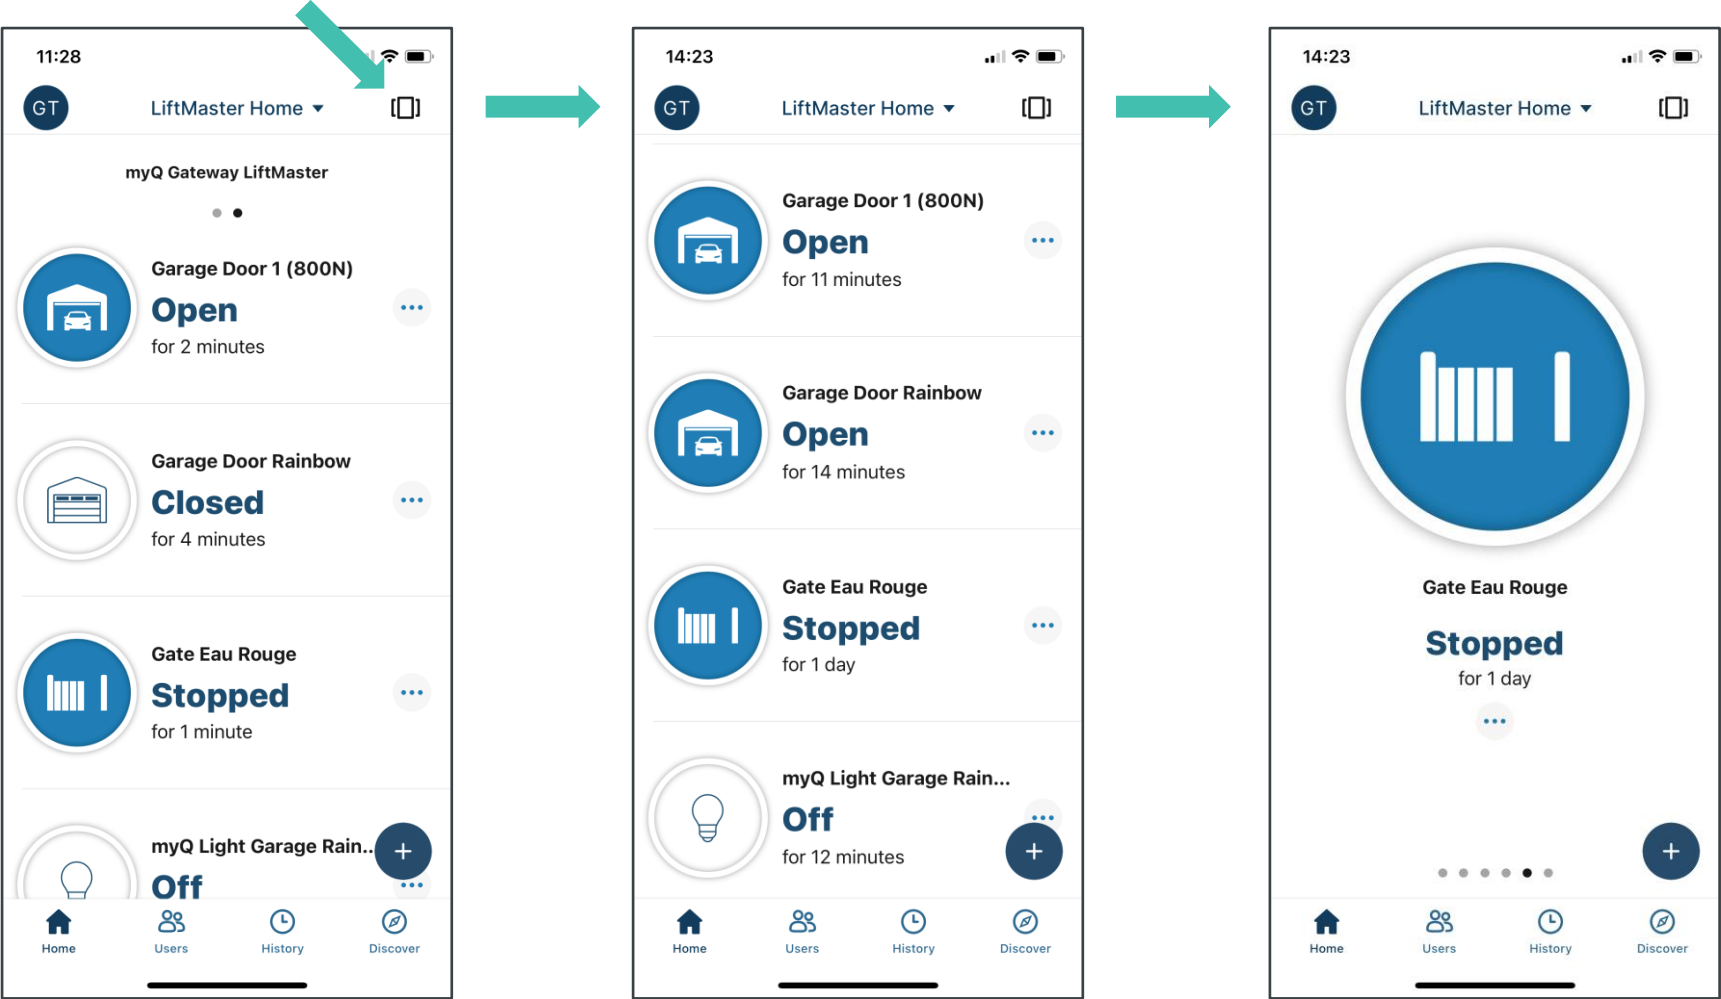 11:28
GT
LiftMaster Home
myQ Gateway LiftMaster
Garage Door 1 (800N)
Open
for 2 minutes
Garage Door Rainbow
Closed
for 4 minutes
Gate Eau Rouge
Stopped
for 1 minute
myQ Light Garage Rain..
Off
Home
Users
History
Discover
14:23
GT
LiftMaster Home
Garage Door 1 (800N)
Open
for 11 minutes
Garage Door Rainbow
Open
for 14 minutes
Gate Eau Rouge
Stopped
for 1 day
myQ Light Garage Rain...
Off
for 12 minutes
Home
Users
History
Discover
14:23
GT
LiftMaster Home
Gate Eau Rouge
Stopped
for 1 day
Home
Users
History
Discover